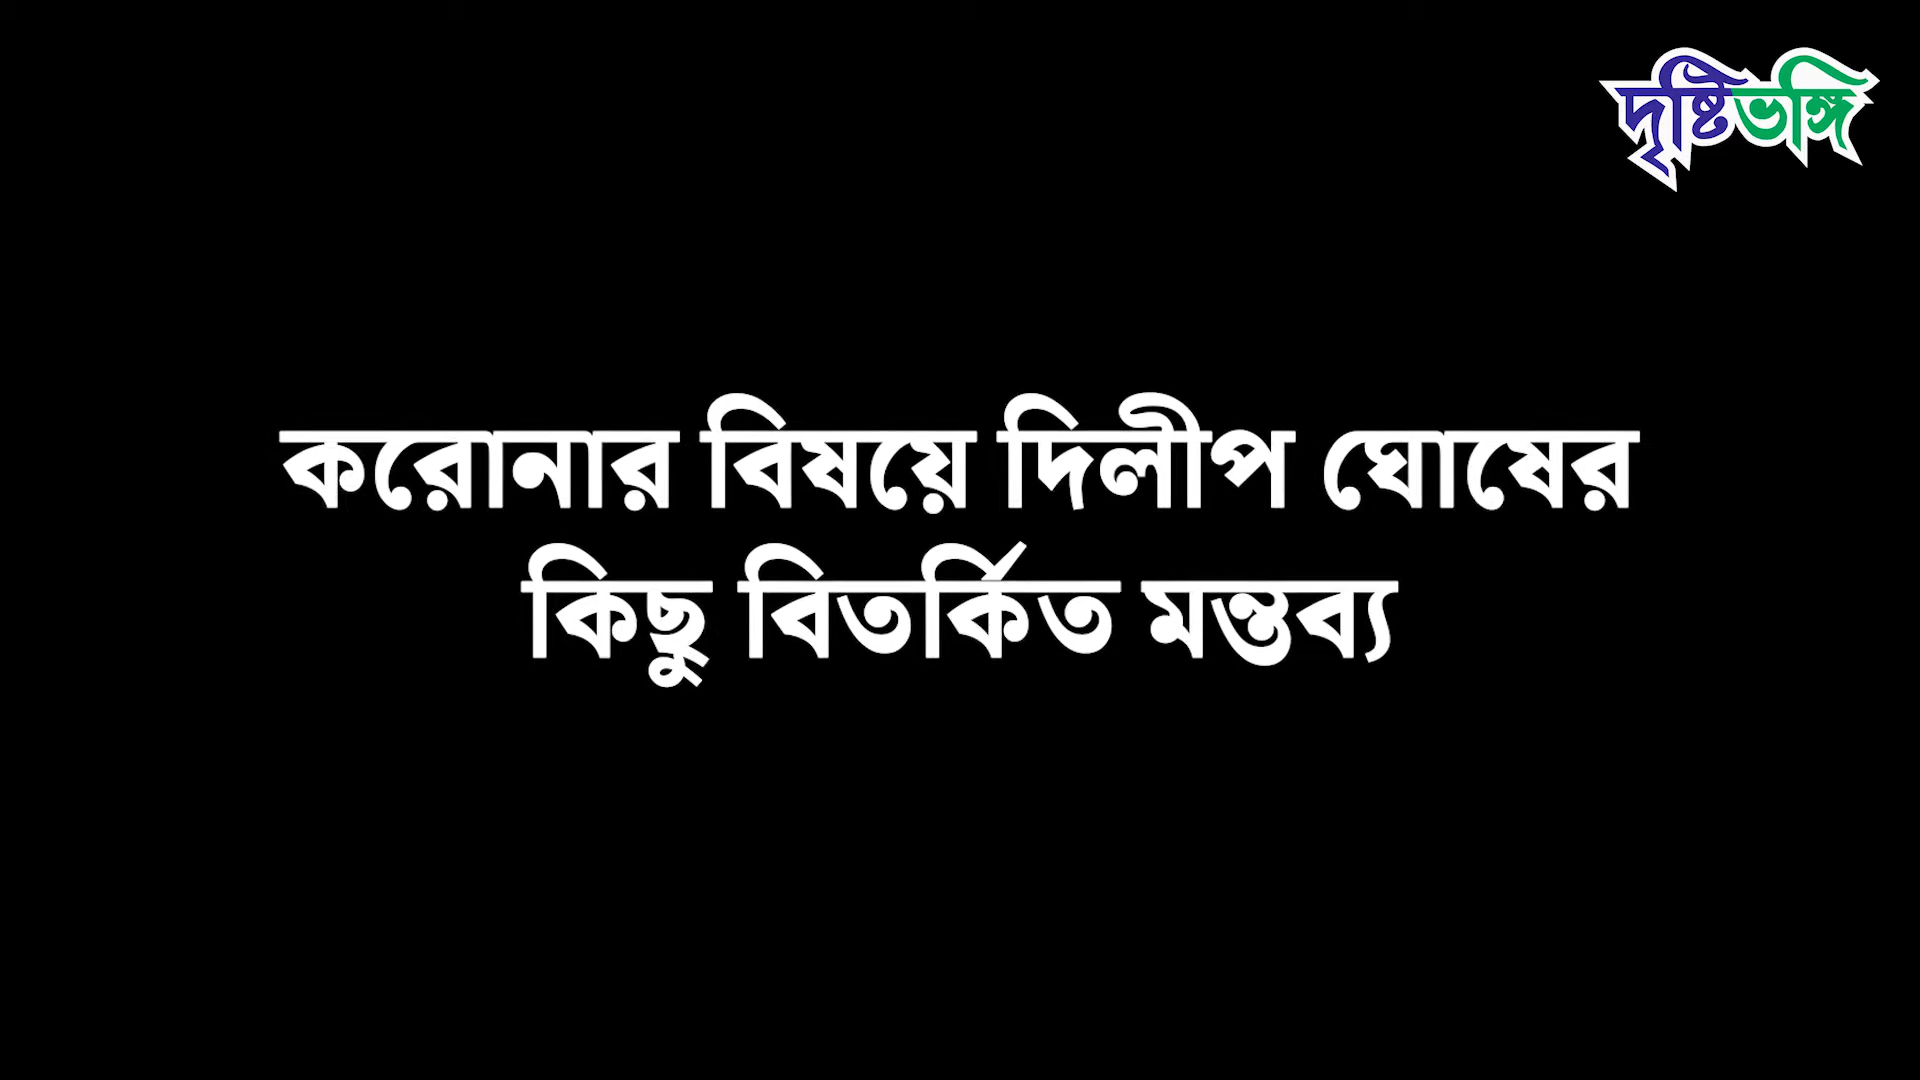 দৃষ্টিভঙ্গি
করোনার বিষয়ে দিলীপ ঘোষের
কিছু বিতর্কিত মন্তব্য